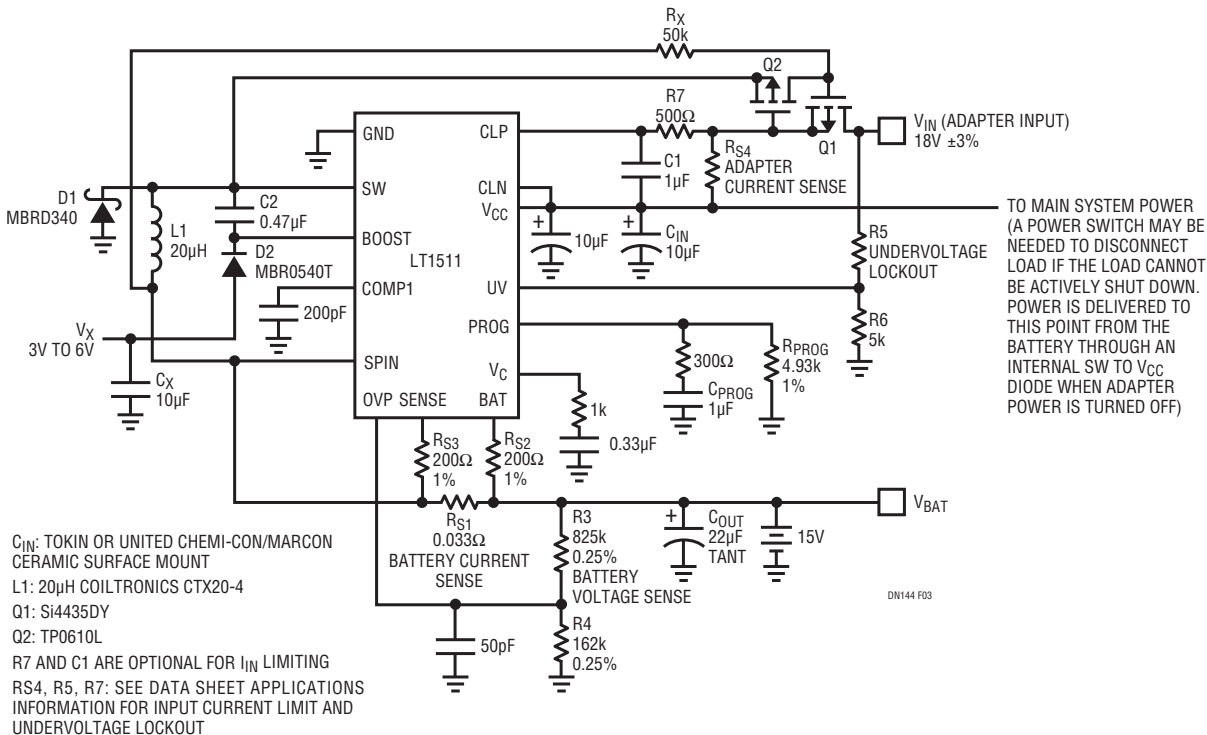 RX
50k
Q2
R7
500Ω
Q1
VIN (ADAPTER INPUT)
18V ±3%
GND
CLP
C1
1µF
RS4
ADAPTER
CURRENT SENSE
D1
MBRD340
L1
20µH
C2
0.47µF
SW
CLN
VCC
+
10µF
+
CIN
10µF
TO MAIN SYSTEM POWER
(A POWER SWITCH MAY BE
NEEDED TO DISCONNECT
LOAD IF THE LOAD CANNOT
BE ACTIVELY SHUT DOWN.
POWER IS DELIVERED TO
THIS POINT FROM THE
BATTERY THROUGH AN
INTERNAL SW TO VCC
DIODE WHEN ADAPTER
POWER IS TURNED OFF)
R5
UNDERVOLTAGE
LOCKOUT
BOOST
LT1511
D2
MBR0540T
COMP1
200pF
UV
R6
5k
PROG
300Ω
CPROG
1µF
RPROG
4.93k
1%
VX
3V TO 6V
CX
10µF
SPIN
VC
1k
0.33µF
OVP SENSE
BAT
RS3
200Ω
1%
RS2
200Ω
1%
RS1
0.033Ω
BATTERY CURRENT
SENSE
R3
825k
0.25%
BATTERY
VOLTAGE SENSE
+
COUT
22µF
TANT
15V
VBAT
50pF
R4
162k
0.25%
DN144 F03
CIN: TOKIN OR UNITED CHEMI-CON/MARCON
CERAMIC SURFACE MOUNT
L1: 20µH COILTRONICS CTX20-4
Q1: Si4435DY
Q2: TP0610L
R7 AND C1 ARE OPTIONAL FOR IIN LIMITING
RS4, R5, R7: SEE DATA SHEET APPLICATIONS
INFORMATION FOR INPUT CURRENT LIMIT AND
UNDERVOLTAGE LOCKOUT